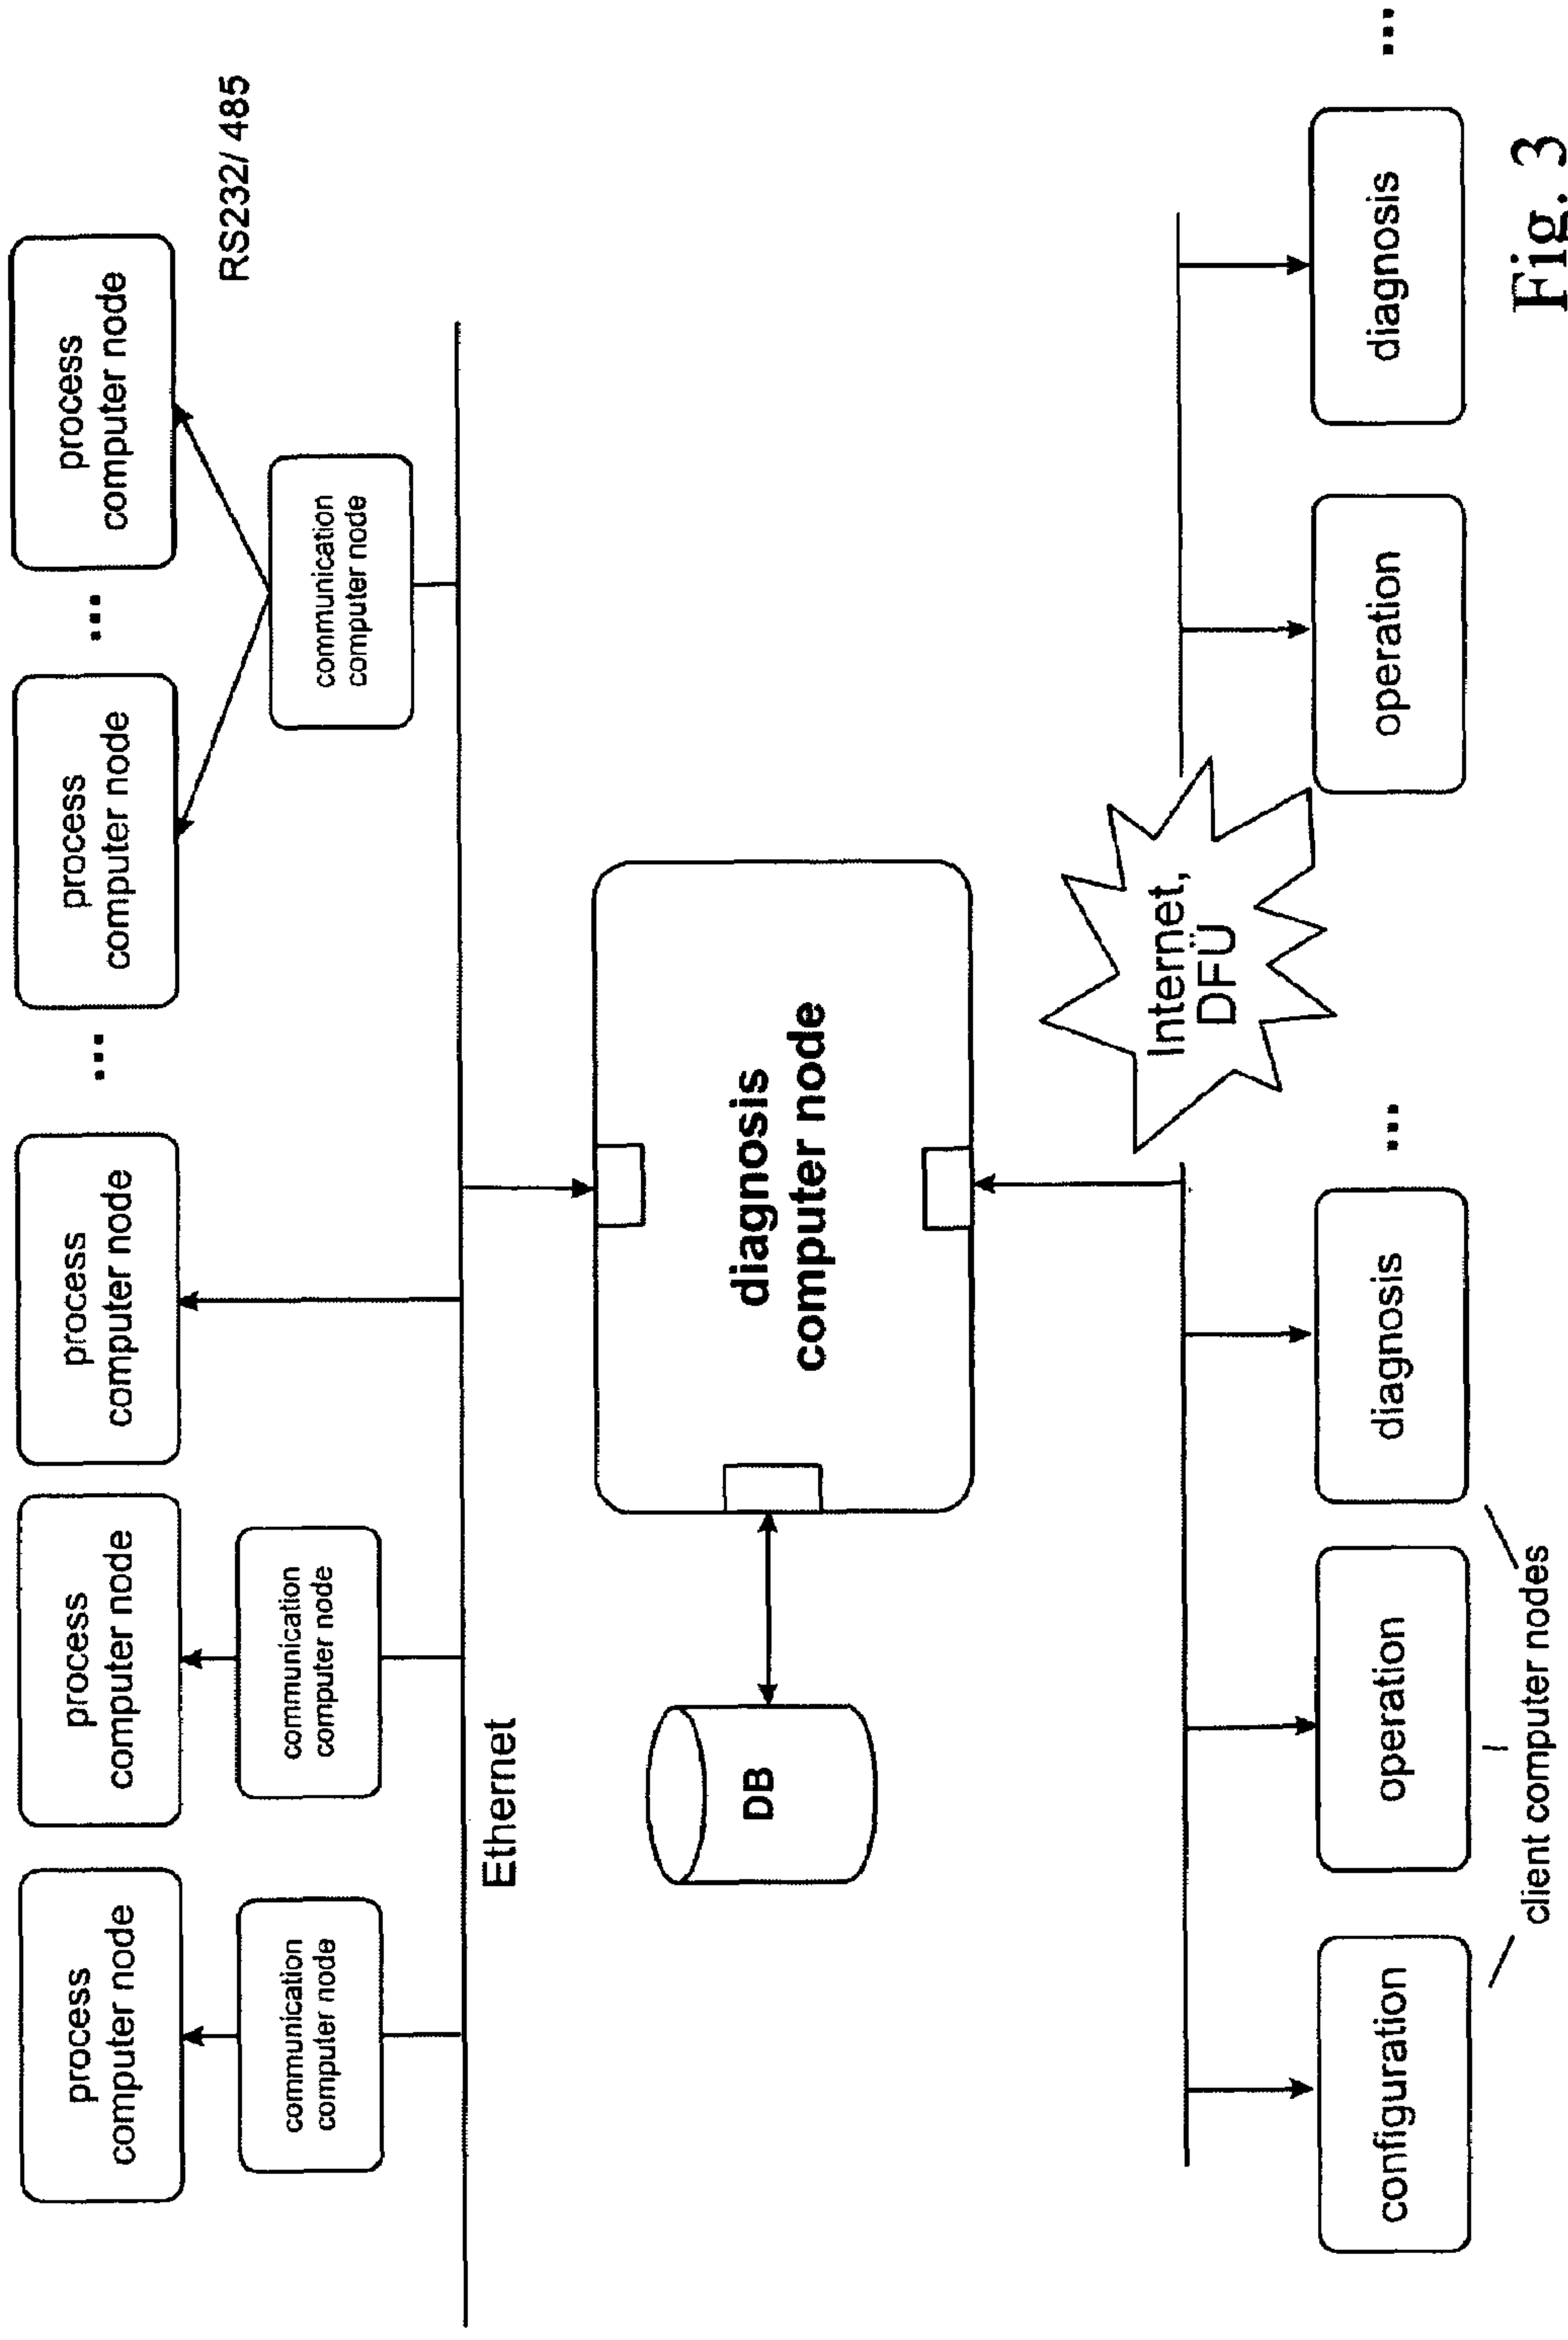 process
computer node
process
computer node
process
computer node
...
process
computer node
...
process
computer node
RS232/ 485
communication
computer node
communication
computer node
communication
computer node
Ethernet
DB
diagnosis
computer node
Internet,
DFÜ
configuration
operation
diagnosis
...
operation
diagnosis
...
client computer nodes
Fig. 3